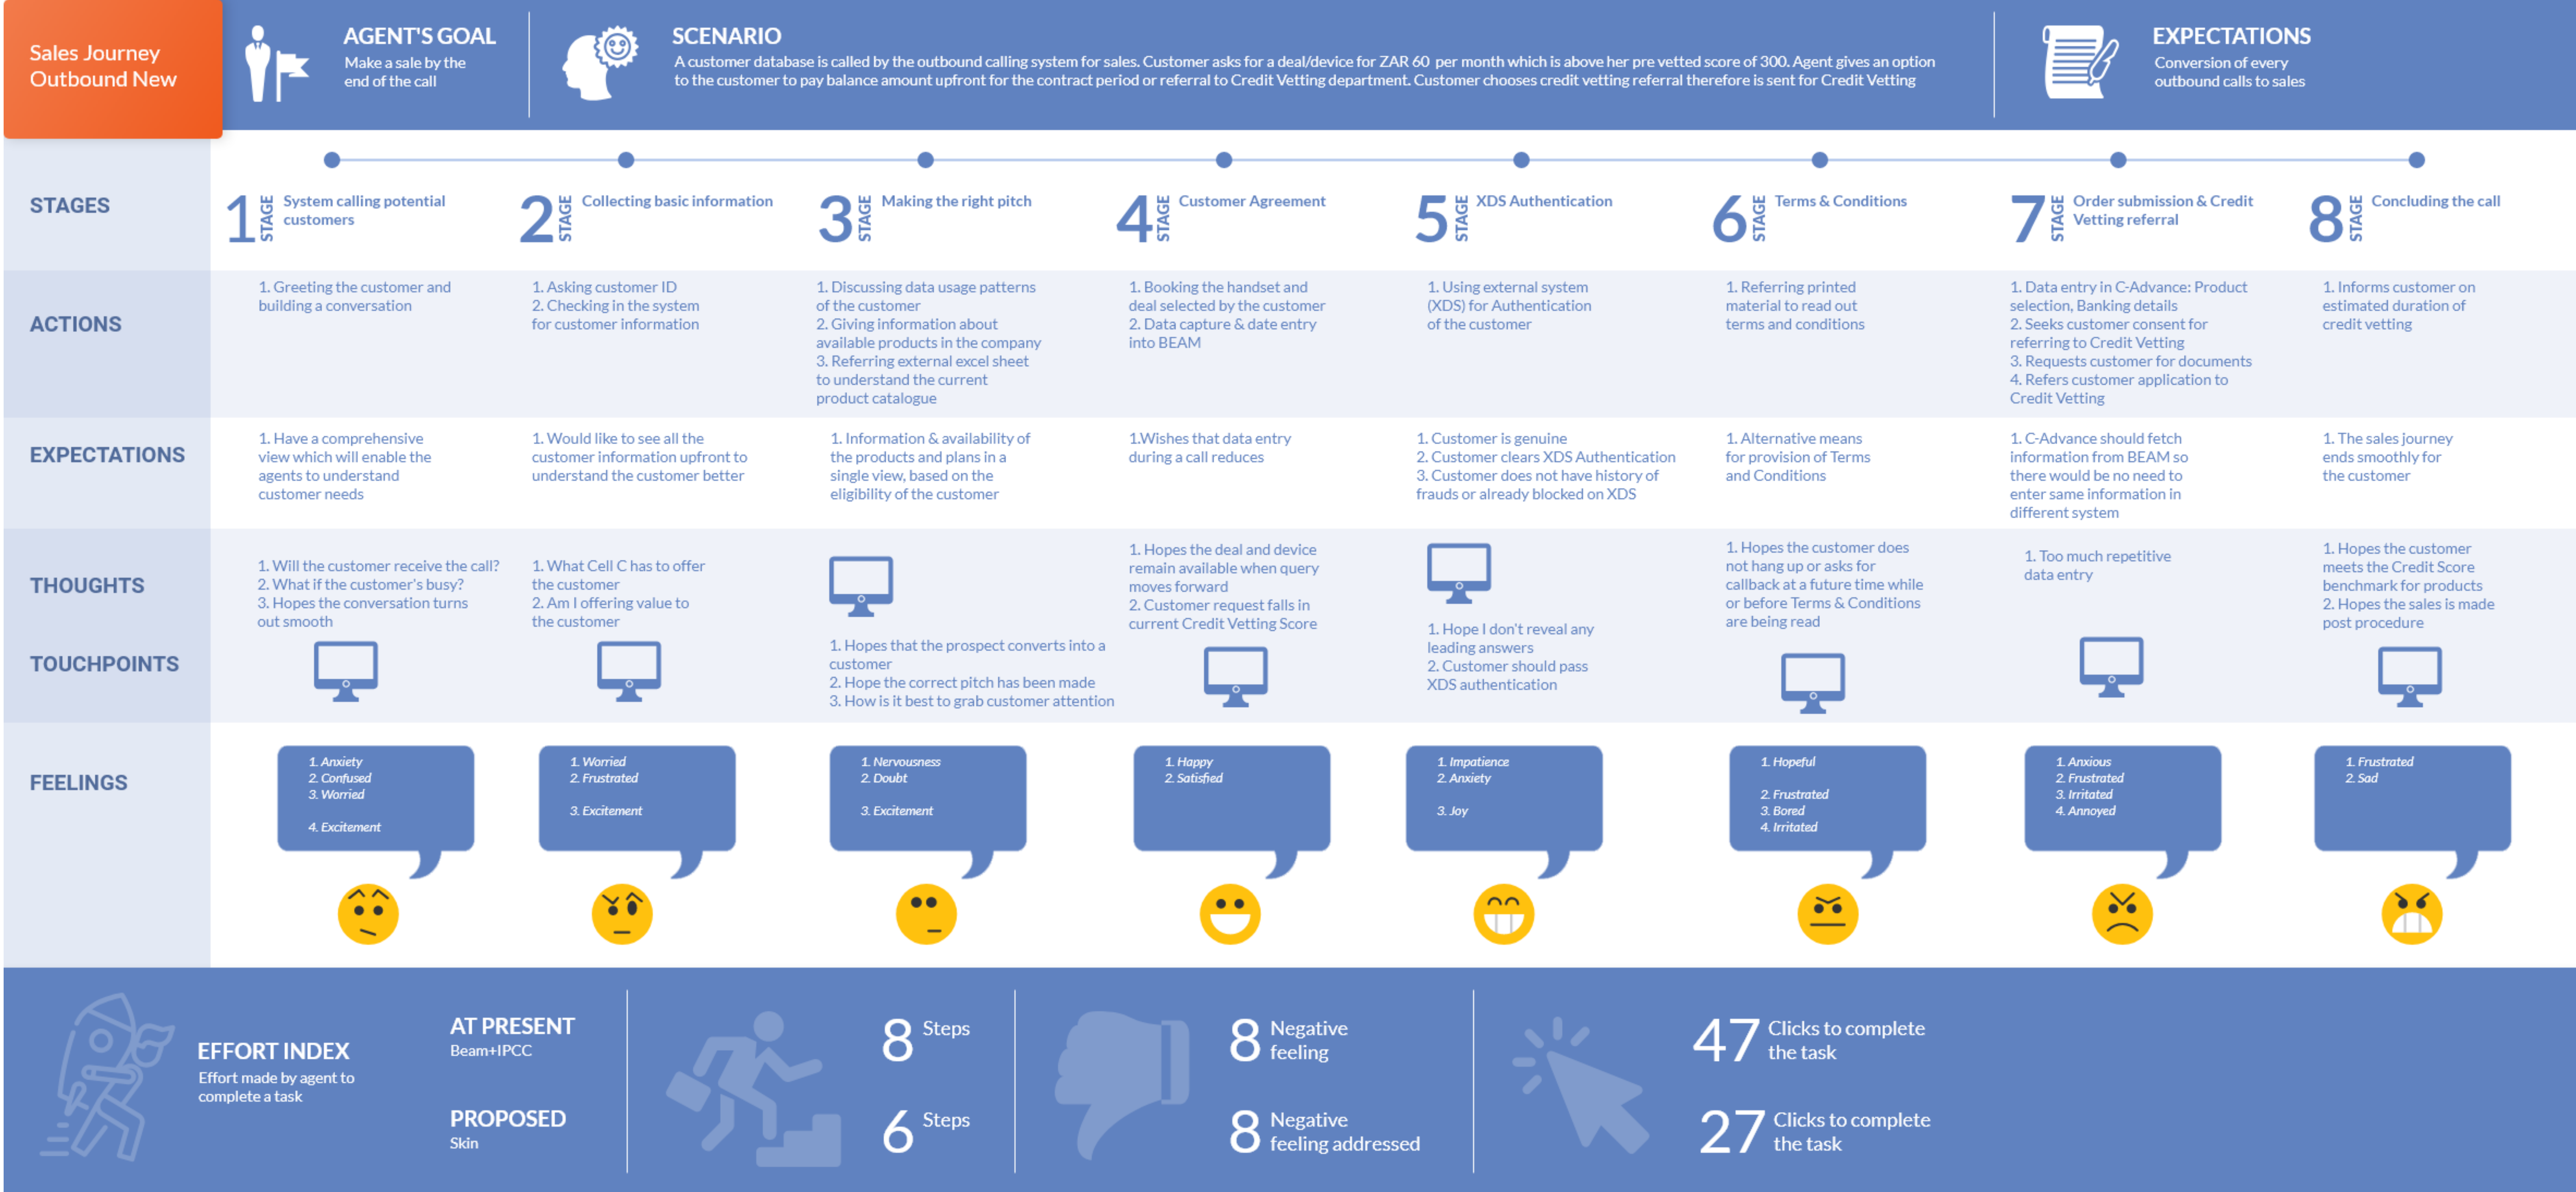 Sales Journey
Outbound New
AGENT'S GOAL
Make a sale by the
end of the call
SCENARIO
A customer database is called by the outbound calling system for sales. Customer asks for a deal/device for ZAR 60 per month which is above her pre vetted score of 300. Agent gives an option
to the customer to pay balance amount upfront for the contract period or referral to Credit Vetting department. Customer chooses credit vetting referral therefore is sent for Credit Vetting
EXPECTATIONS
Conversion of every
outbound calls to sales
STAGES
1 STAGE
System calling potential
customers
2 STAGE
Collecting basic information
3 STAGE
Making the right pitch
4 STAGE
Customer Agreement
5 STAGE
XDS Authentication
6 STAGE
Terms & Conditions
7 STAGE
Order submission & Credit
Vetting referral
8 STAGE
Concluding the call
ACTIONS
1. Greeting the customer and
building a conversation
1. Asking customer ID
2. Checking in the system
for customer information
1. Discussing data usage patterns
of the customer
2. Giving information about
available products in the company
3. Referring external excel sheet
to understand the current
product catalogue
1. Booking the handset and
deal selected by the customer
2. Data capture & date entry
into BEAM
1. Using external system
(XDS) for Authentication
of the customer
1. Referring printed
material to read out
terms and conditions
1. Data entry in C-Advance: Product
selection, Banking details
2. Seeks customer consent for
referring to Credit Vetting
3. Requests customer for documents
4. Refers customer application to
Credit Vetting
1. Informs customer on
estimated duration of
credit vetting
EXPECTATIONS
1. Have a comprehensive
view which will enable the
agents to understand
customer needs
1. Would like to see all the
customer information upfront to
understand the customer better
1. Information & availability of
the products and plans in a
single view, based on the
eligibility of the customer
1.Wishes that data entry
during a call reduces
1. Customer is genuine
2. Customer clears XDS Authentication
3. Customer does not have history of
frauds or already blocked on XDS
1. Alternative means
for provision of Terms
and Conditions
1. C-Advance should fetch
information from BEAM so
there would be no need to
enter same information in
different system
1. The sales journey
ends smoothly for
the customer
THOUGHTS
TOUCHPOINTS
1. Will the customer receive the call?
2. What if the customer's busy?
3. Hopes the conversation turns
out smooth
1. What Cell C has to offer
the customer
2. Am I offering value to
the customer
1. Hopes that the prospect converts into a
customer
2. Hope the correct pitch has been made
3. How is it best to grab customer attention
1. Hopes the deal and device
remain available when query
moves forward
2. Customer request falls in
current Credit Vetting Score
1. Hope I don't reveal any
leading answers
2. Customer should pass
XDS authentication
1. Hopes the customer does
not hang up or asks for
callback at a future time while
or before Terms & Conditions
are being read
1. Too much repetitive
data entry
1. Hopes the customer
meets the Credit Score
benchmark for products
2. Hopes the sales is made
post procedure
FEELINGS
1. Anxiety
2. Confused
3. Worried
4. Excitement
1. Worried
2. Frustrated
3. Excitement
1. Nervousness
2. Doubt
3. Excitement
1. Happy
2. Satisfied
1. Impatience
2. Anxiety
3. Joy
1. Hopeful
2. Frustrated
3. Bored
4. Irritated
1. Anxious
2. Frustrated
3. Irritated
4. Annoyed
1. Frustrated
2. Sad
EFFORT INDEX
Effort made by agent to
complete a task
AT PRESENT
Beam+IPCC
8 Steps
8 Negative
feeling
47 Clicks to complete
the task
PROPOSED
Skin
6 Steps
8 Negative
feeling addressed
27 Clicks to complete
the task